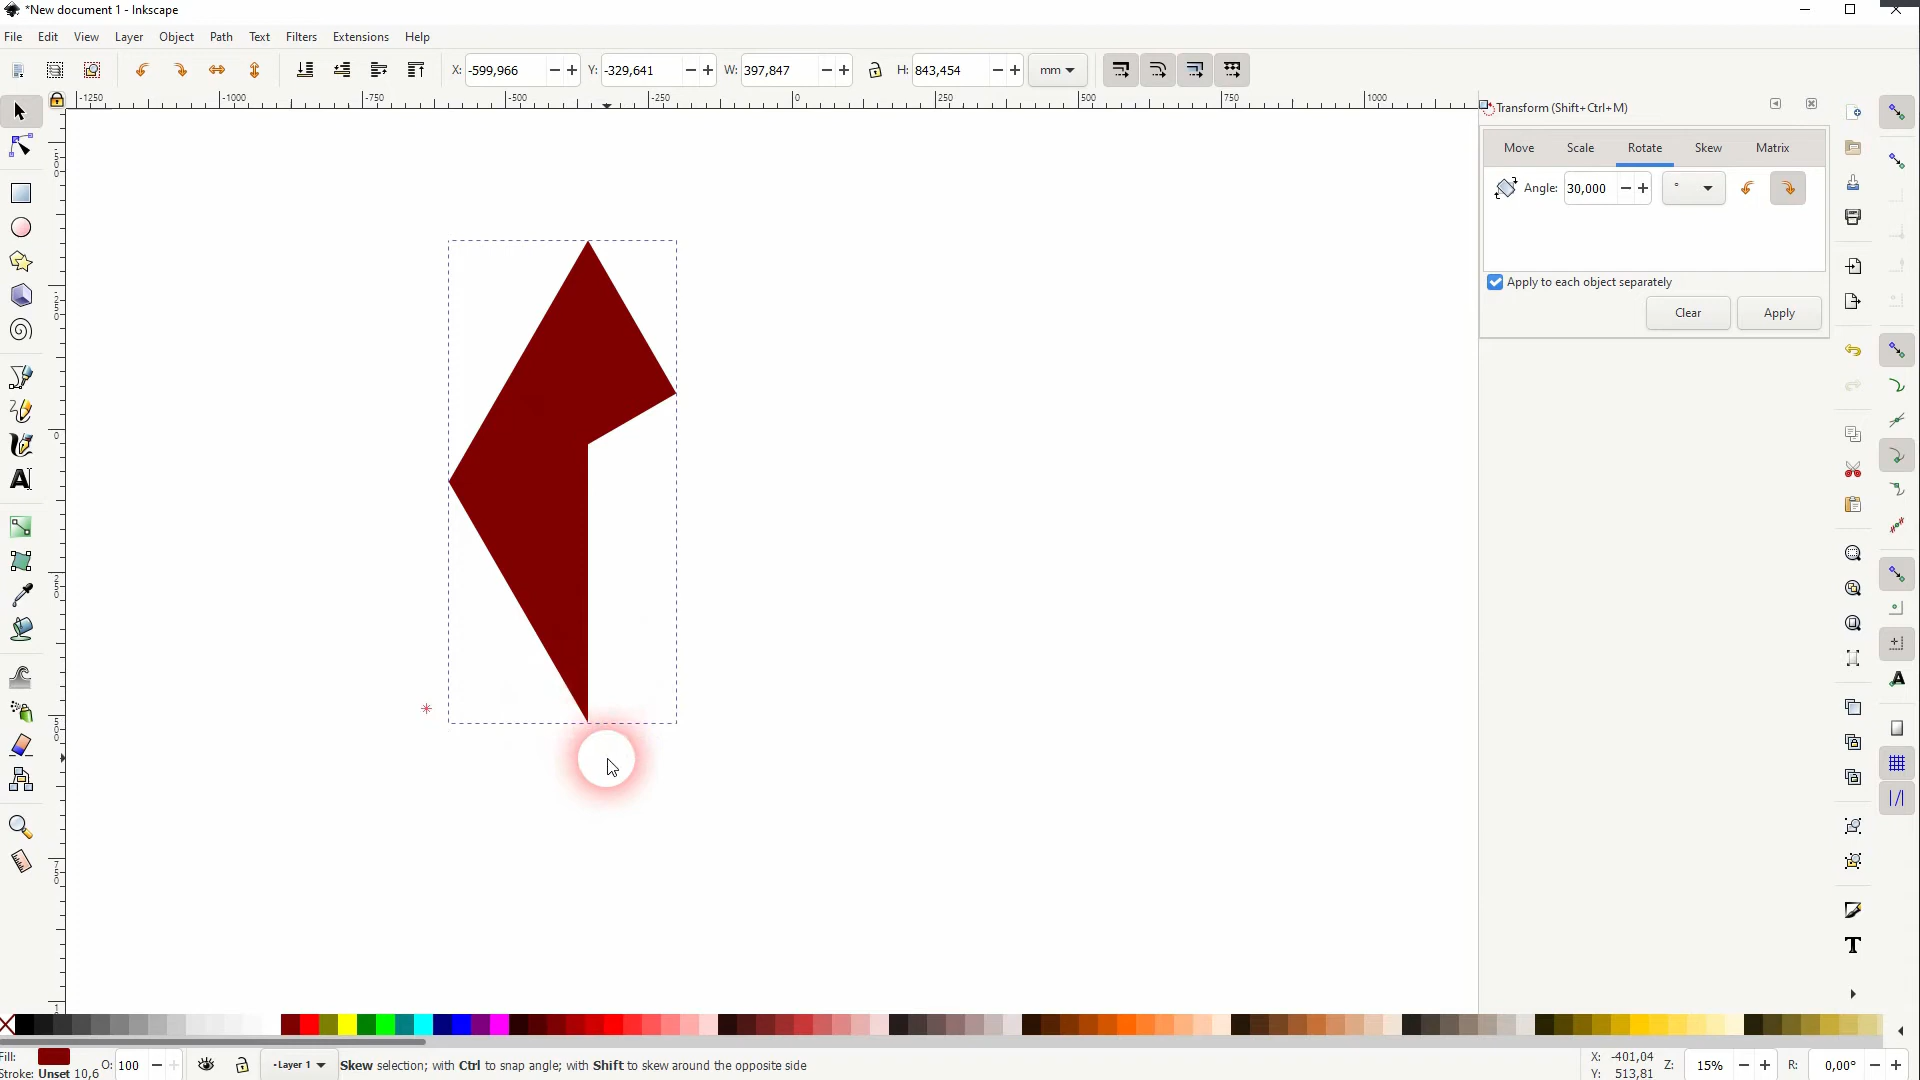 *New document 1 - Inkscape
File Edit View Layer Object Path Text Filters Extensions Help
X: -599,966 Y: -329,641 W: 397,847 H: 843,454 mm
-1250 -1000 -750 -500 -250 0 250 500 750 1000
Transform (Shift+Ctrl+M)
Move Scale Rotate Skew Matrix
Angle: 30,000 °
Apply to each object separately
Clear Apply
Fill:
Stroke: Unset 10,6
O: 100
-Layer 1
Skew selection; with Ctrl to snap angle; with Shift to skew around the opposite side
X: -401,04
Y: 513,81
Z: 15%
R: 0,00°